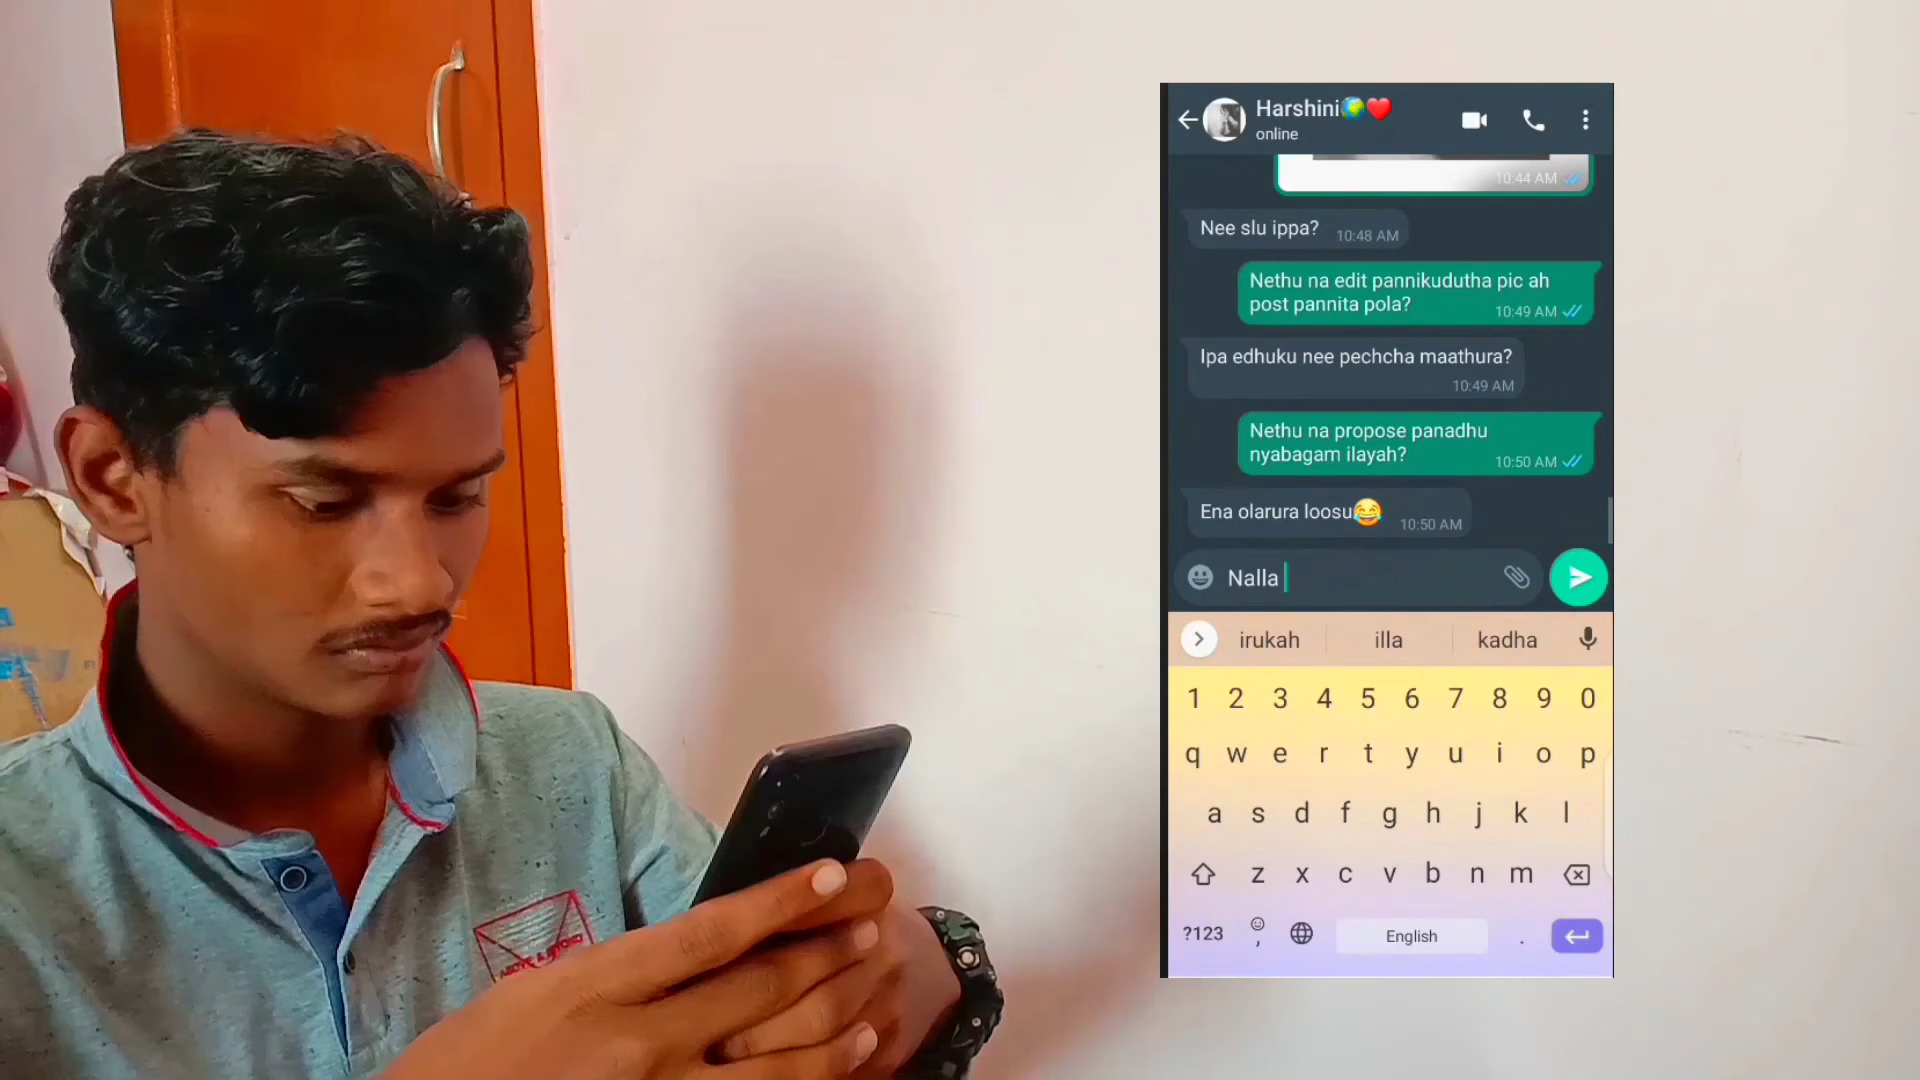 Harshini🌍❤️
online
10:44 AM
Nee slu ippa? 10:48 AM
Nethu na edit pannikudutha pic ah
post pannita pola? 10:49 AM
Ipa edhuku nee pechcha maathura?
10:49 AM
Nethu na propose panadhu
nyabagam ilayah? 10:50 AM
Ena olarura loosu😂 10:50 AM
Nalla
irukah illa kadha
1 2 3 4 5 6 7 8 9 0
q w e r t y u i o p
a s d f g h j k l
z x c v b n m
?123 , English .